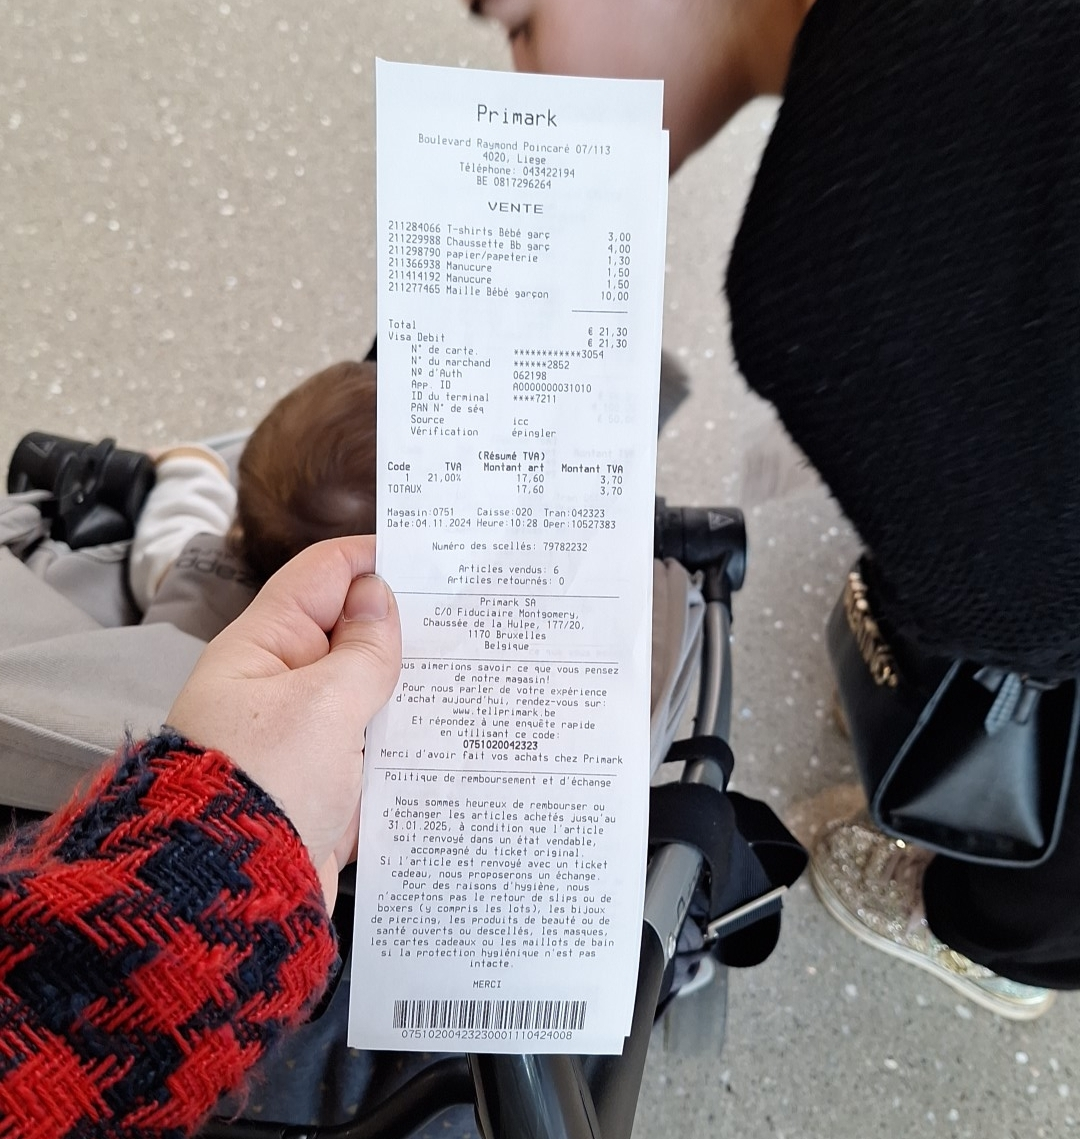 Primark
Boulevard Raymond Poincaré 07/113
4020, Liege
Téléphone: 043422194
BE 0817296264
VENTE
211284066 T-shirts Bébé garç 3,00
211229988 Chaussette Bb garç 4,00
211298790 papier/papeterie 1,30
211366938 Manucure 1,50
211414192 Manucure 1,50
211277465 Maille Bébé garçon 10,00
Total € 21,30
Visa Debit € 21,30
N° de carte. ************3054
N° du marchand ******2852
Nº d'Auth 062198
App. ID A0000000031010
ID du terminal ****7211
PAN N° de séq
Source icc
Vérification épingler
(Résumé TVA)
Code TVA Montant art Montant TVA
1 21,00% 17,60 3,70
TOTAUX 17,60 3,70
Magasin:0751 Caisse:020 Tran:042323
Date:04.11.2024 Heure:10:28 Oper:10527383
Numéro des scellés: 79782232
Articles vendus: 6
Articles retournés: 0
Primark SA
C/O Fiduciaire Montgomery,
Chaussée de la Hulpe, 177/20,
1170 Bruxelles
Belgique
ous aimerions savoir ce que vous pensez
de notre magasin!
Pour nous parler de votre expérience
d'achat aujourd'hui, rendez-vous sur:
www.tellprimark.be
Et répondez à une enquête rapide
en utilisant ce code:
0751020042323
Merci d'avoir fait vos achats chez Primark
Politique de remboursement et d'échange
Nous sommes heureux de rembourser ou
d'échanger les articles achetés jusqu'au
31.01.2025, à condition que l'article
soit renvoyé dans un état vendable,
accompagné du ticket original.
Si l'article est renvoyé avec un ticket
cadeau, nous proposerons un échange.
Pour des raisons d'hygiène, nous
n'acceptons pas le retour de slips ou de
boxers (y compris les lots), les bijoux
de piercing, les produits de beauté ou de
santé ouverts ou descellés, les masques,
les cartes cadeaux ou les maillots de bain
si la protection hygiénique n'est pas
intacte.
MERCI
07510200423230001110424008